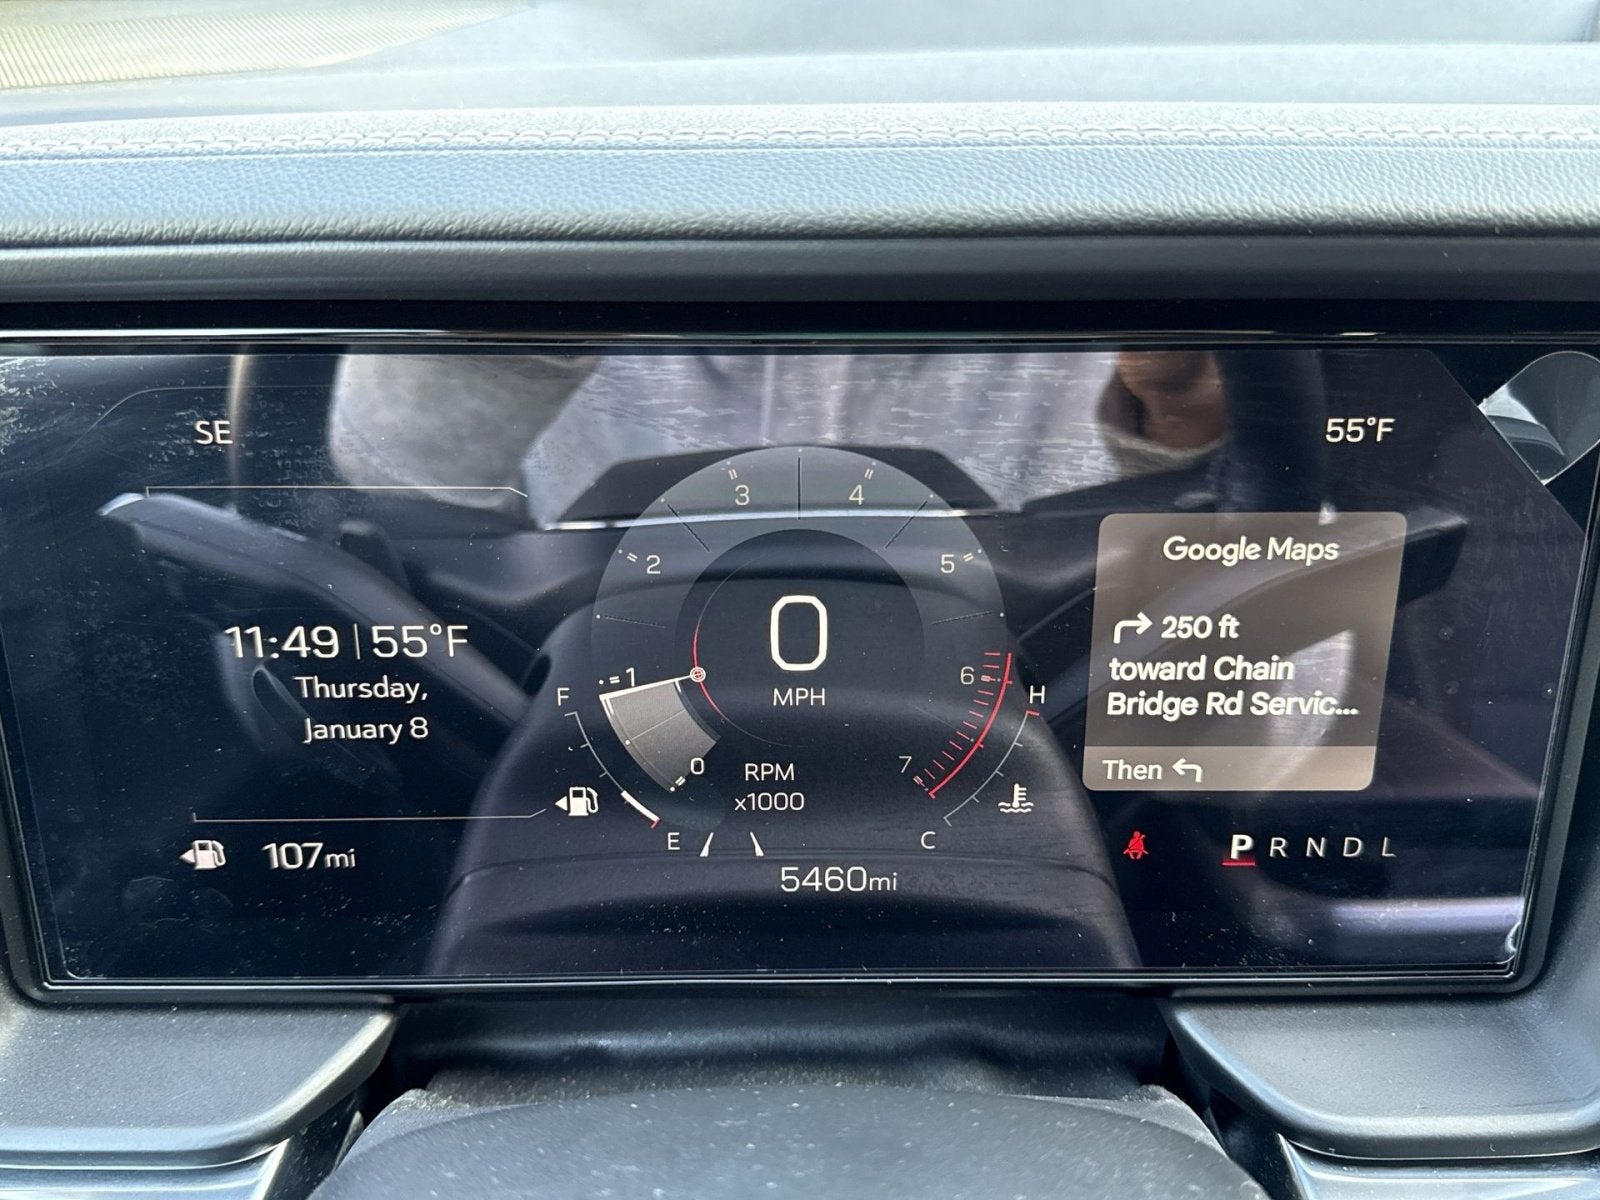 SE
55°F
11:49 | 55°F
Thursday,
January 8
107mi
0
1
2
3
4
5
6
7
0
MPH
RPM
x1000
F
E
H
C
5460mi
Google Maps
250 ft
toward Chain
Bridge Rd Servic...
Then
P R N D L